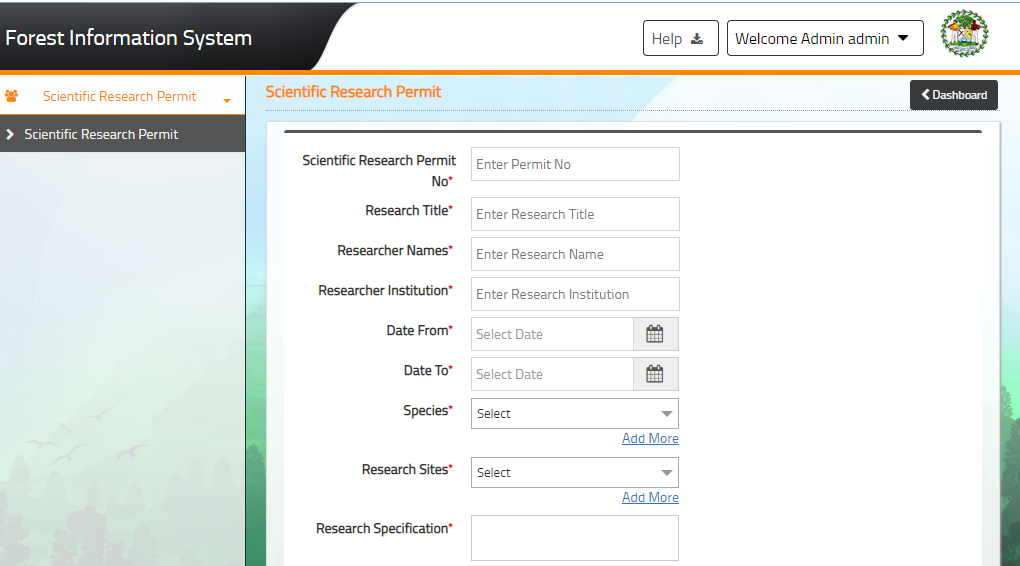 Forest Information System
Help
Welcome Admin admin
Scientific Research Permit
Scientific Research Permit
Scientific Research Permit
Dashboard
Scientific Research Permit No*
Enter Permit No
Research Title*
Enter Research Title
Researcher Names*
Enter Research Name
Researcher Institution*
Enter Research Institution
Date From*
Select Date
Date To*
Select Date
Species*
Select
Add More
Research Sites*
Select
Add More
Research Specification*